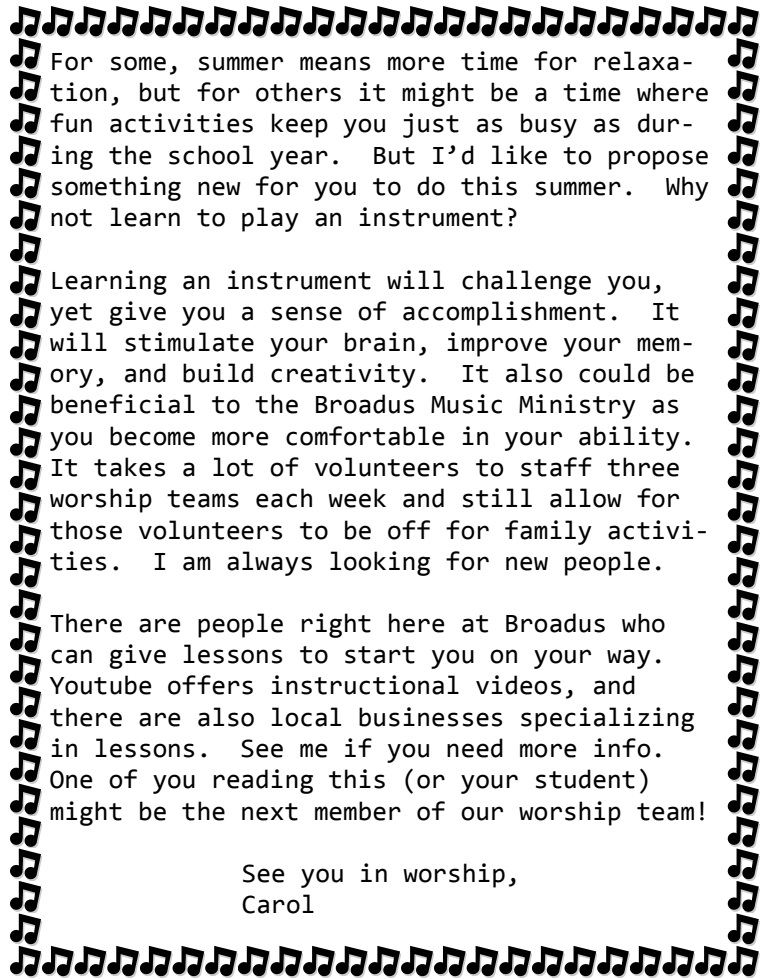 For some, summer means more time for relaxa-
tion, but for others it might be a time where
fun activities keep you just as busy as dur-
ing the school year.  But I’d like to propose
something new for you to do this summer.  Why
not learn to play an instrument?

Learning an instrument will challenge you,
yet give you a sense of accomplishment.  It
will stimulate your brain, improve your mem-
ory, and build creativity.  It also could be
beneficial to the Broadus Music Ministry as
you become more comfortable in your ability.
It takes a lot of volunteers to staff three
worship teams each week and still allow for
those volunteers to be off for family activi-
ties.  I am always looking for new people.

There are people right here at Broadus who
can give lessons to start you on your way.
Youtube offers instructional videos, and
there are also local businesses specializing
in lessons.  See me if you need more info.
One of you reading this (or your student)
might be the next member of our worship team!

See you in worship,
Carol